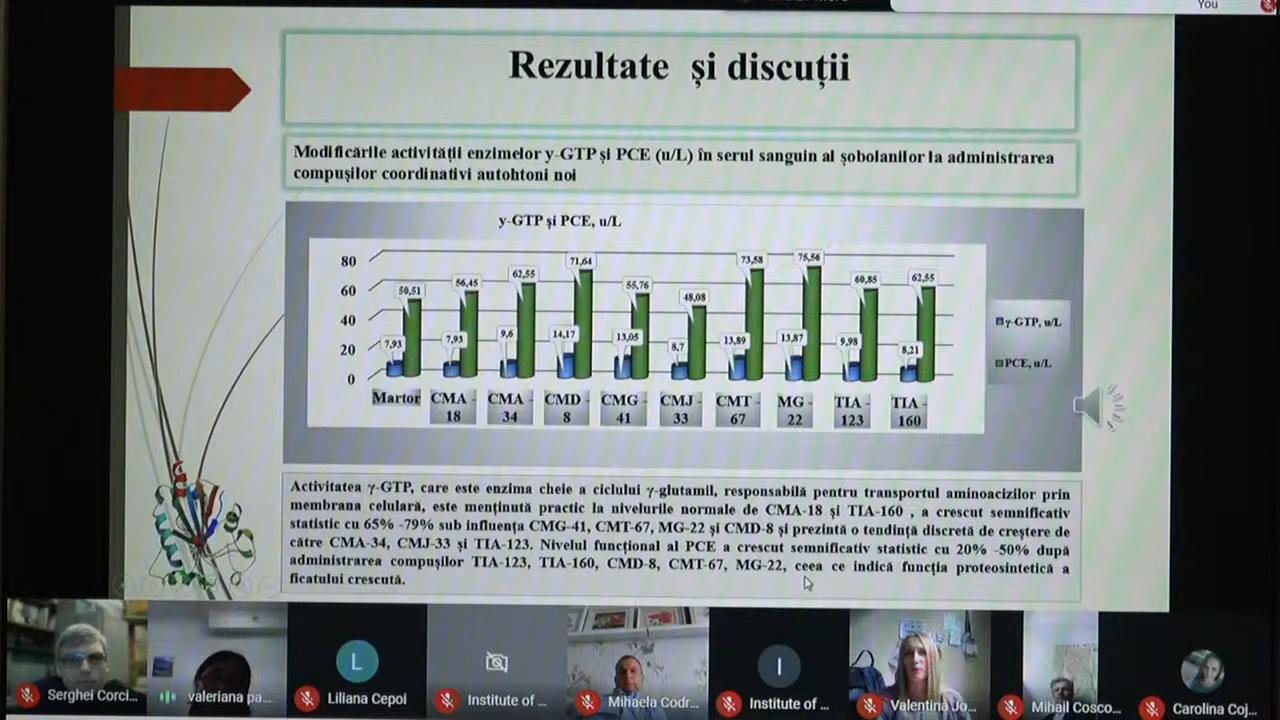 You
Rezultate și discuții
Modificările activității enzimelor y-GTP și PCE (u/L) în serul sanguin al șobolanilor la administrarea
compușilor coordinativi autohtoni noi
y-GTP și PCE, u/L
80
60
40
20
0
50,51
56,45
62,55
71,64
55,76
48,08
73,58
75,56
60,85
62,55
7,93
7,93
9,6
14,17
13,05
8,7
13,89
13,87
9,98
8,21
γ-GTP, u/L
PCE, u/L
Martor
CMA - 18
CMA - 34
CMD - 8
CMG - 41
CMJ - 33
CMT - 67
MG - 22
TIA - 123
TIA - 160
Activitatea γ-GTP, care este enzima cheie a ciclului γ-glutamil, responsabilă pentru transportul aminoacizilor prin
membrana celulară, este menținută practic la nivelurile normale de CMA-18 și TIA-160 , a crescut semnificativ
statistic cu 65% -79% sub influența CMG-41, CMT-67, MG-22 și CMD-8 și prezintă o tendință discretă de creștere de
către CMA-34, CMJ-33 și TIA-123. Nivelul funcțional al PCE a crescut semnificativ statistic cu 20% -50% după
administrarea compușilor TIA-123, TIA-160, CMD-8, CMT-67, MG-22, ceea ce indică funcția proteosintetică a
ficatului crescută.
L
I
Serghei Corci...
valeriana pa...
Liliana Cepoi
Institute of ...
Mihaela Codr...
Institute of ...
Valentina Jo...
Mihail Cosco...
Carolina Coj...